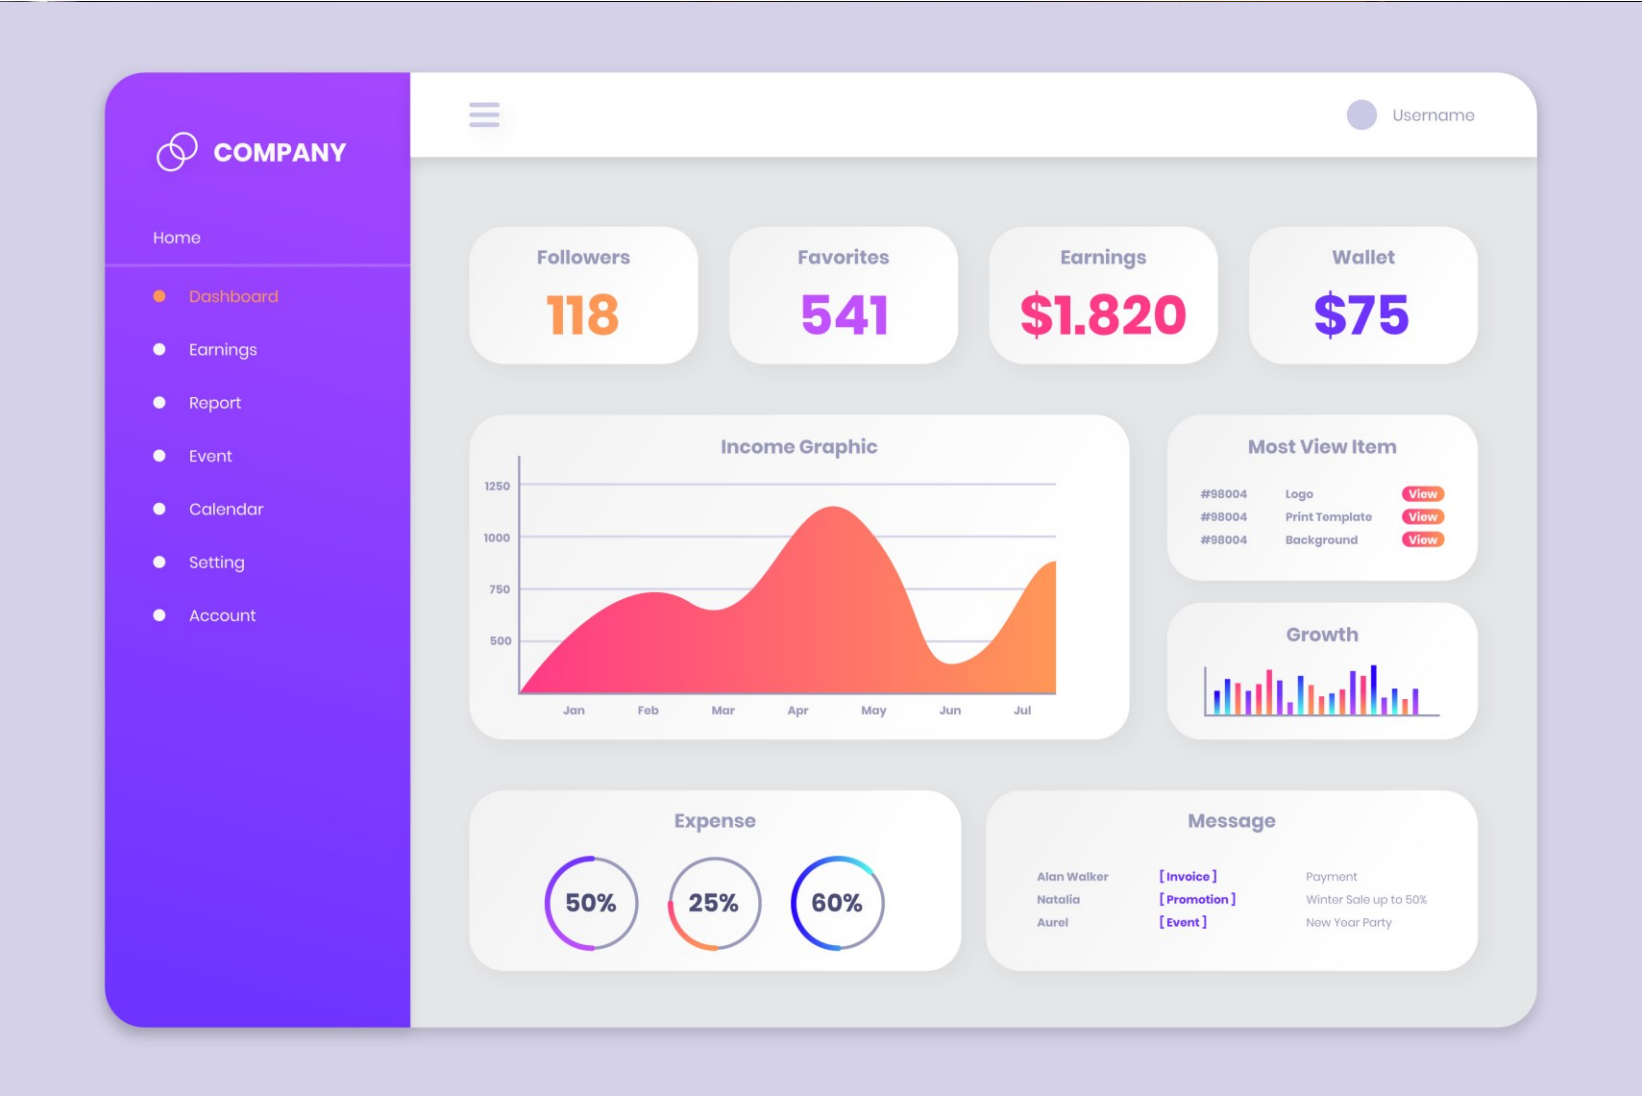 COMPANY
Username
Home
Dashboard
Earnings
Report
Event
Calendar
Setting
Account
Followers
118
Favorites
541
Earnings
$1.820
Wallet
$75
Income Graphic
1250
1000
750
500
Jan Feb Mar Apr May Jun Jul
Most View Item
#98004 Logo View
#98004 Print Template View
#98004 Background View
Growth
Expense
50% 25% 60%
Message
Alan Walker [ Invoice ] Payment
Natalia [ Promotion ] Winter Sale up to 50%
Aurel [ Event ] New Year Party